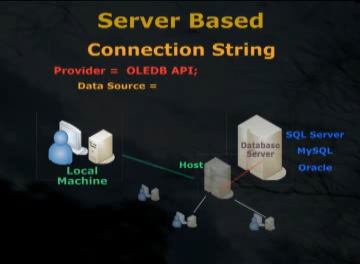 Server Based
Connection String
Provider = OLEDB API;
Data Source =
SQL Server
Database
Server
MySQL
Host
Oracle
Local
Machine